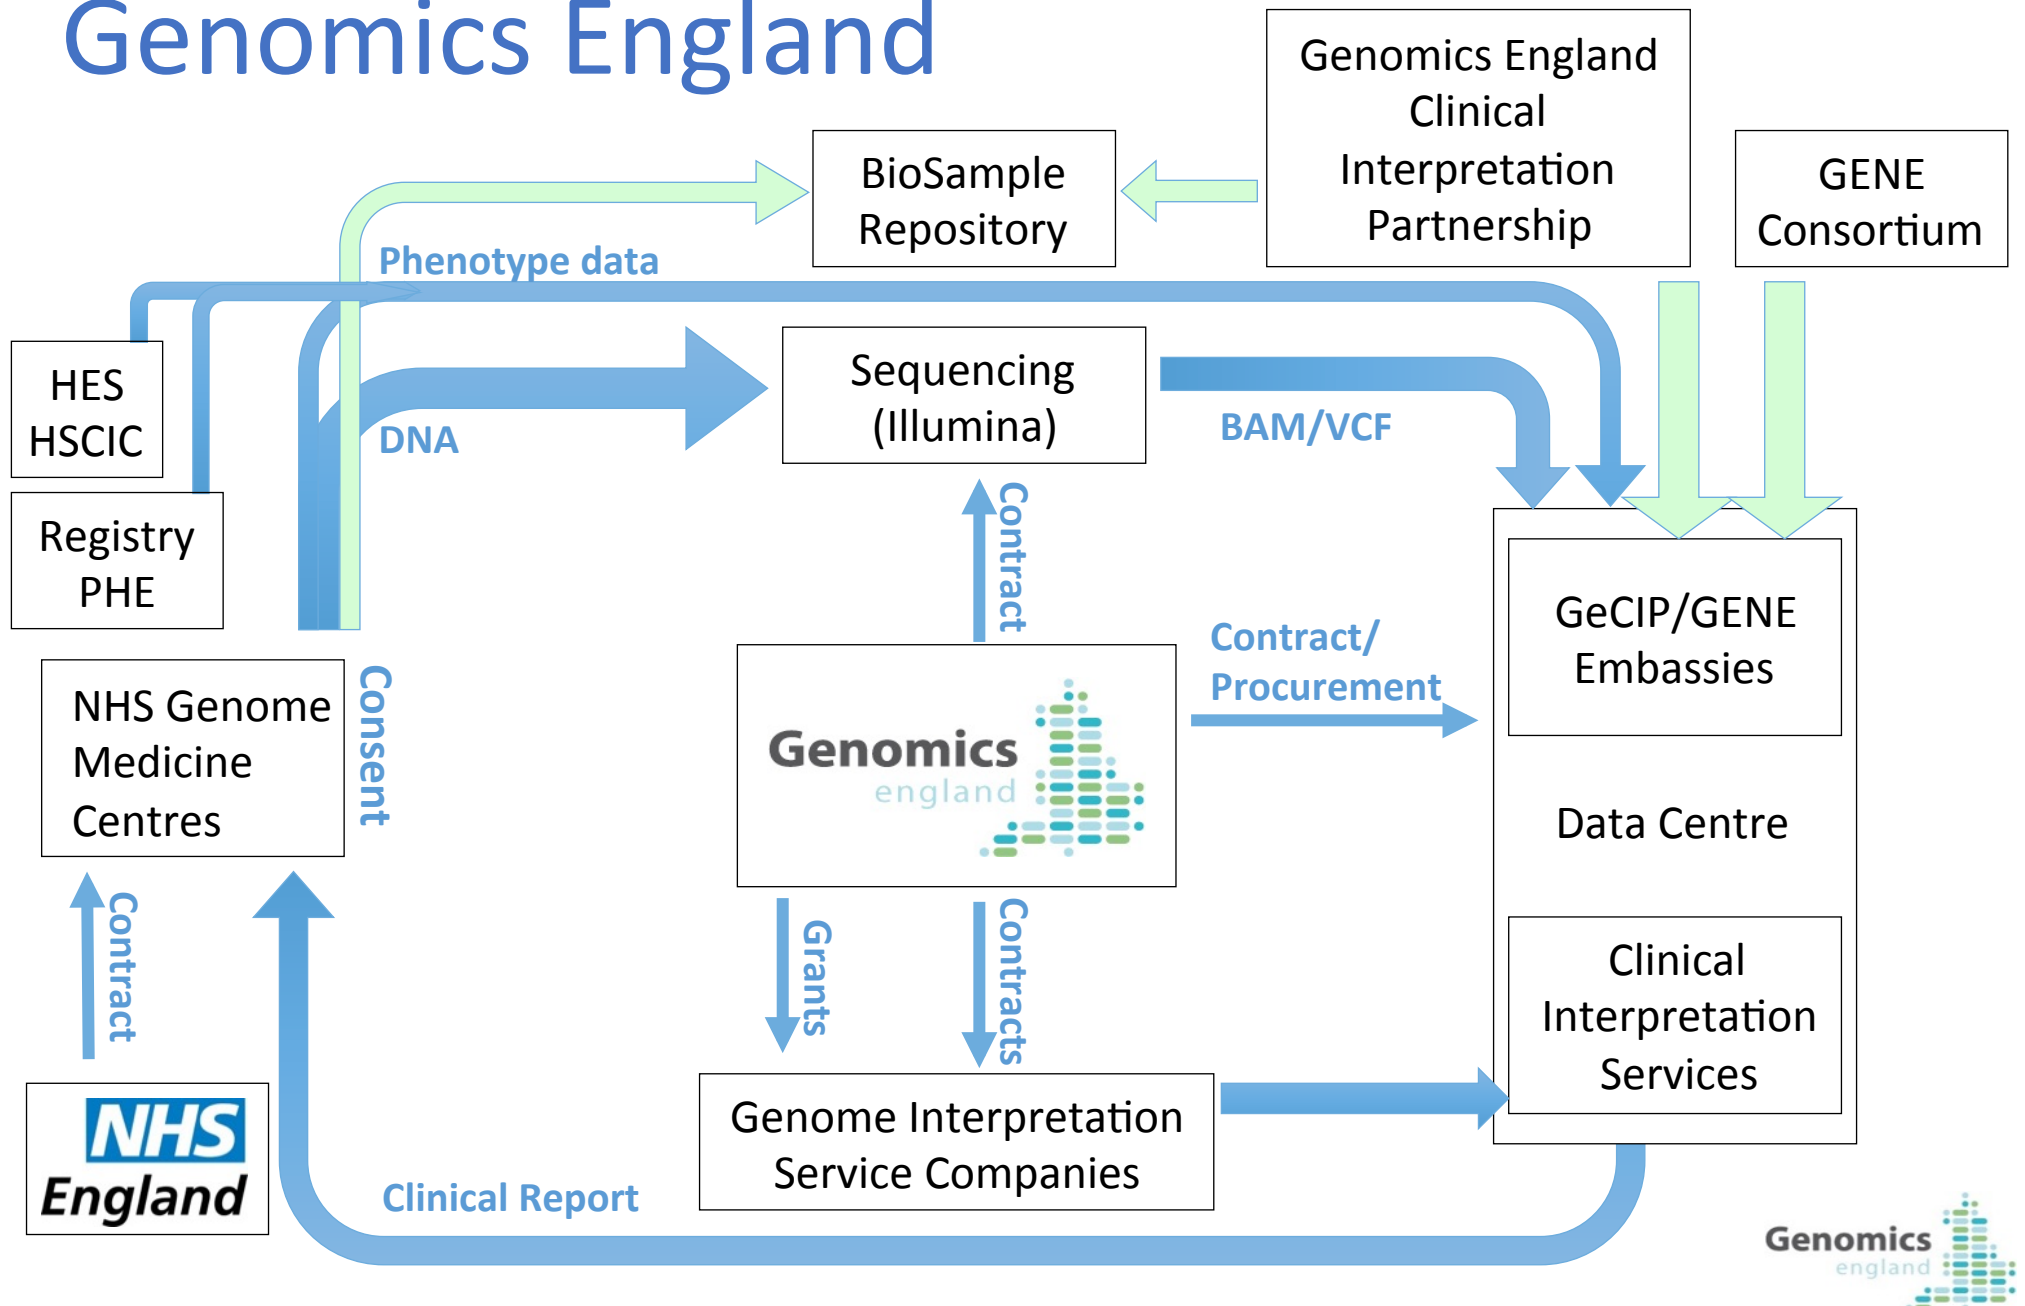 Genomics England
Genomics England
Clinical
Interpretation
Partnership
GENE
Consortium
BioSample
Repository
Phenotype data
HES
HSCIC
Sequencing
(Illumina)
DNA
BAM/VCF
Registry
PHE
Contract
GeCIP/GENE
Embassies
Contract/
Procurement
NHS Genome
Medicine
Centres
Consent
Genomics
england
Data Centre
Contract
Grants
Contracts
Clinical
Interpretation
Services
NHS
England
Genome Interpretation
Service Companies
Clinical Report
Genomics
england